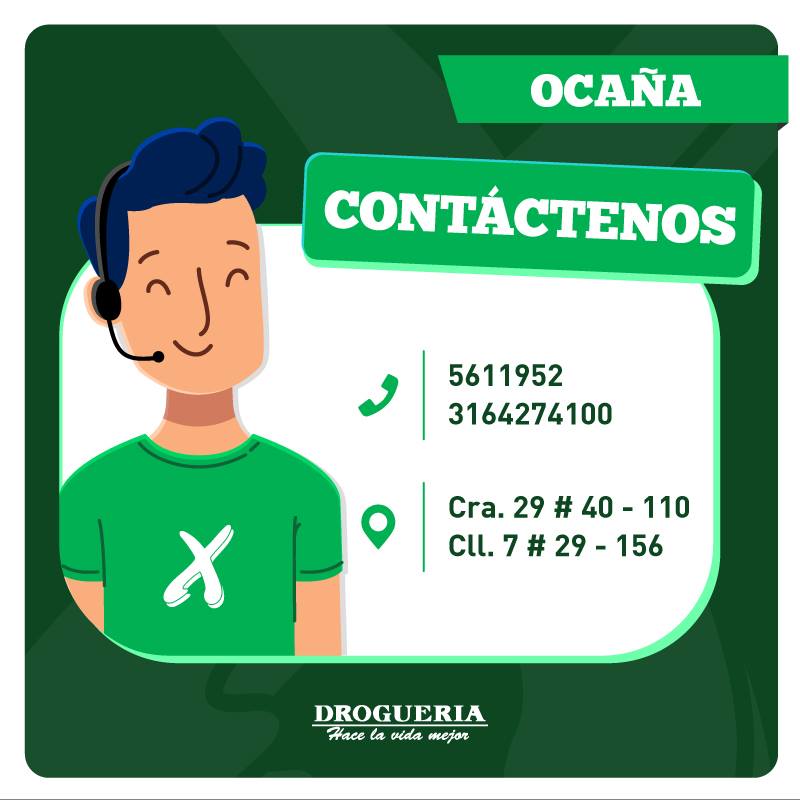 OCAÑA
CONTÁCTENOS
5611952
3164274100
Cra. 29 # 40 - 110
Cll. 7 # 29 - 156
X
DROGUERIA
Hace la vida mejor